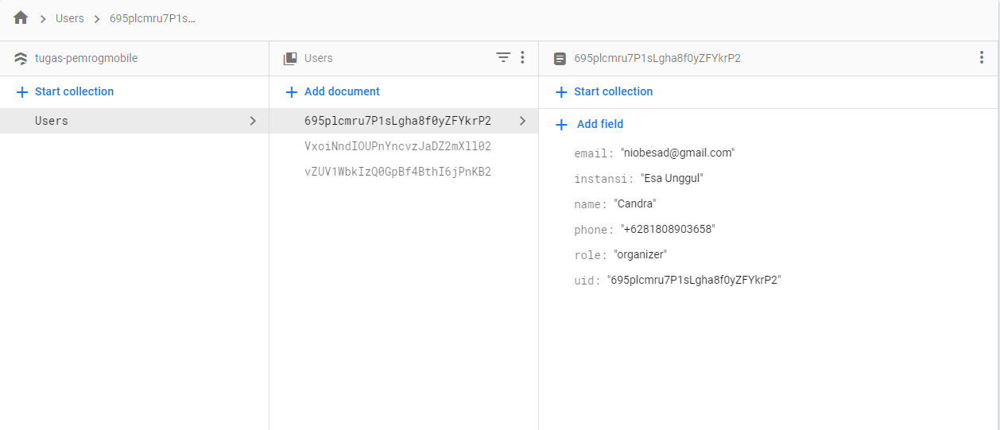 Users 695plcmru7P1s…
tugas-pemrogmobile
Users
695plcmru7P1sLgha8f0yZFYkrP2
Start collection
Add document
Start collection
Users
695plcmru7P1sLgha8f0yZFYkrP2
VxoiNndIOUPnYncvzJaDZ2mXll02
vZUV1WbkIzQ0GpBf4BthI6jPnKB2
Add field
email: "niobesad@gmail.com"
instansi: "Esa Unggul"
name: "Candra"
phone: "+6281808903658"
role: "organizer"
uid: "695plcmru7P1sLgha8f0yZFYkrP2"